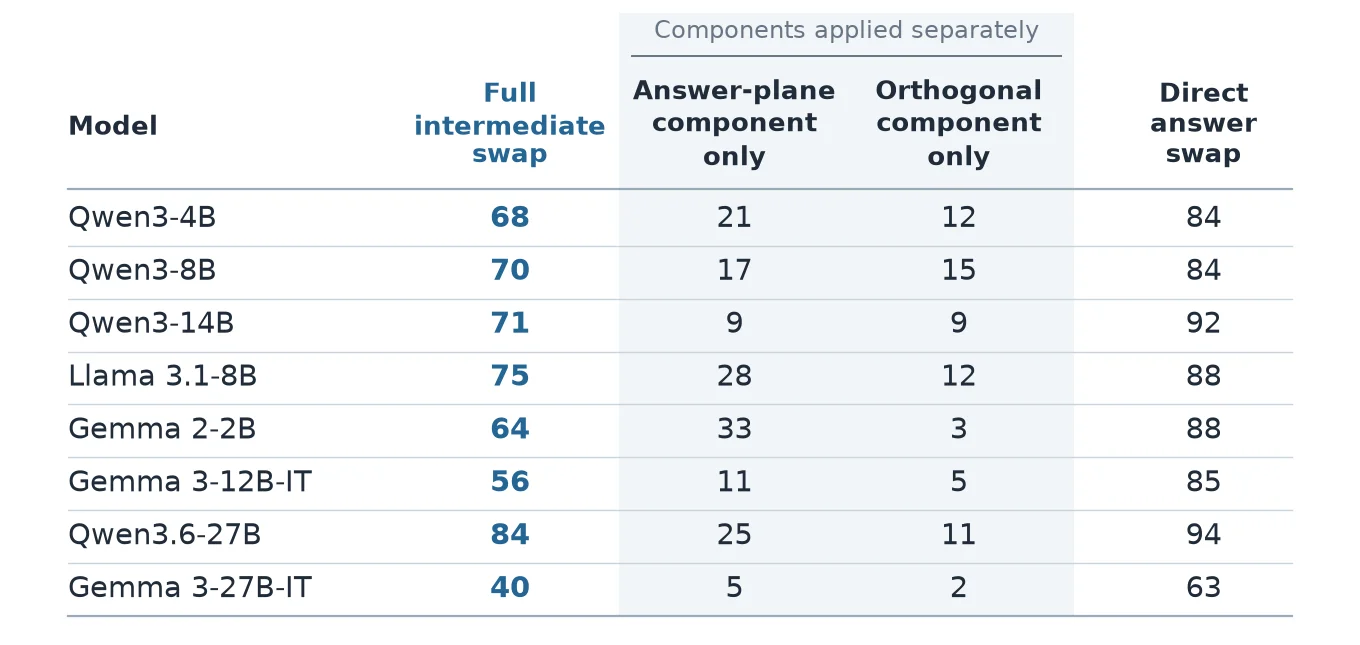 Components applied separately
Model
Full intermediate swap
Answer-plane component only
Orthogonal component only
Direct answer swap
Qwen3-4B 68 21 12 84
Qwen3-8B 70 17 15 84
Qwen3-14B 71 9 9 92
Llama 3.1-8B 75 28 12 88
Gemma 2-2B 64 33 3 88
Gemma 3-12B-IT 56 11 5 85
Qwen3.6-27B 84 25 11 94
Gemma 3-27B-IT 40 5 2 63